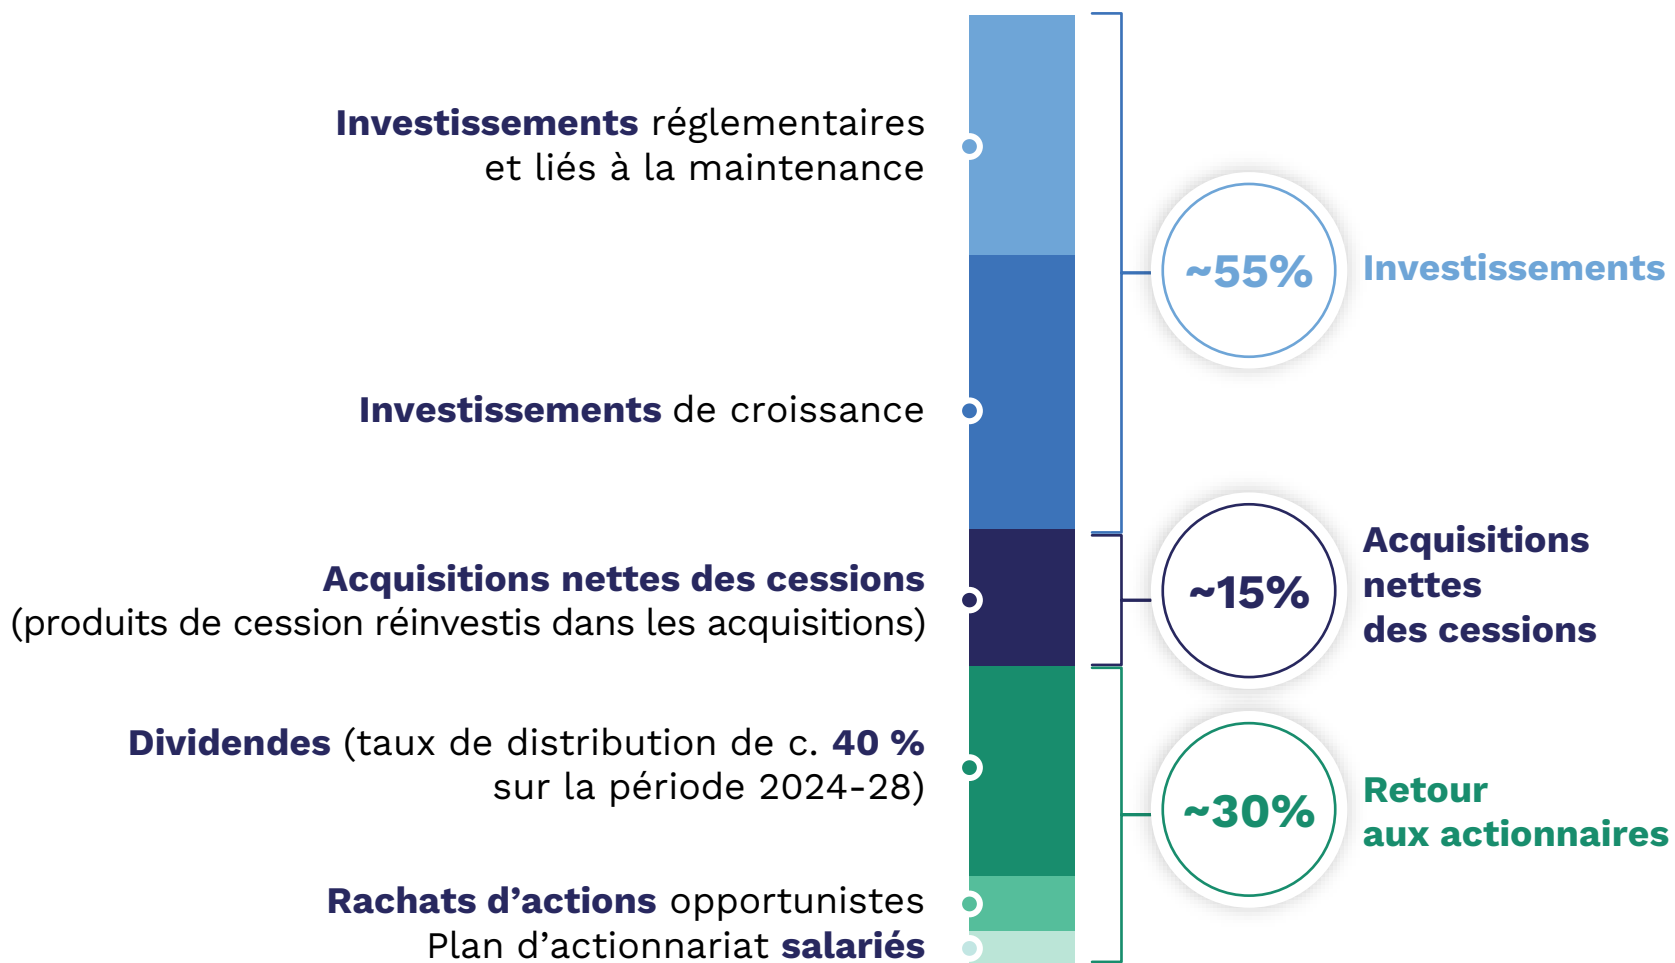 Investissements réglementaires
et liés à la maintenance
~55%
Investissements
Investissements de croissance
Acquisitions nettes des cessions
(produits de cession réinvestis dans les acquisitions)
~15%
Acquisitions
nettes
des cessions
Dividendes (taux de distribution de c. 40 %
sur la période 2024-28)
~30%
Retour
aux actionnaires
Rachats d’actions opportunistes
Plan d’actionnariat salariés